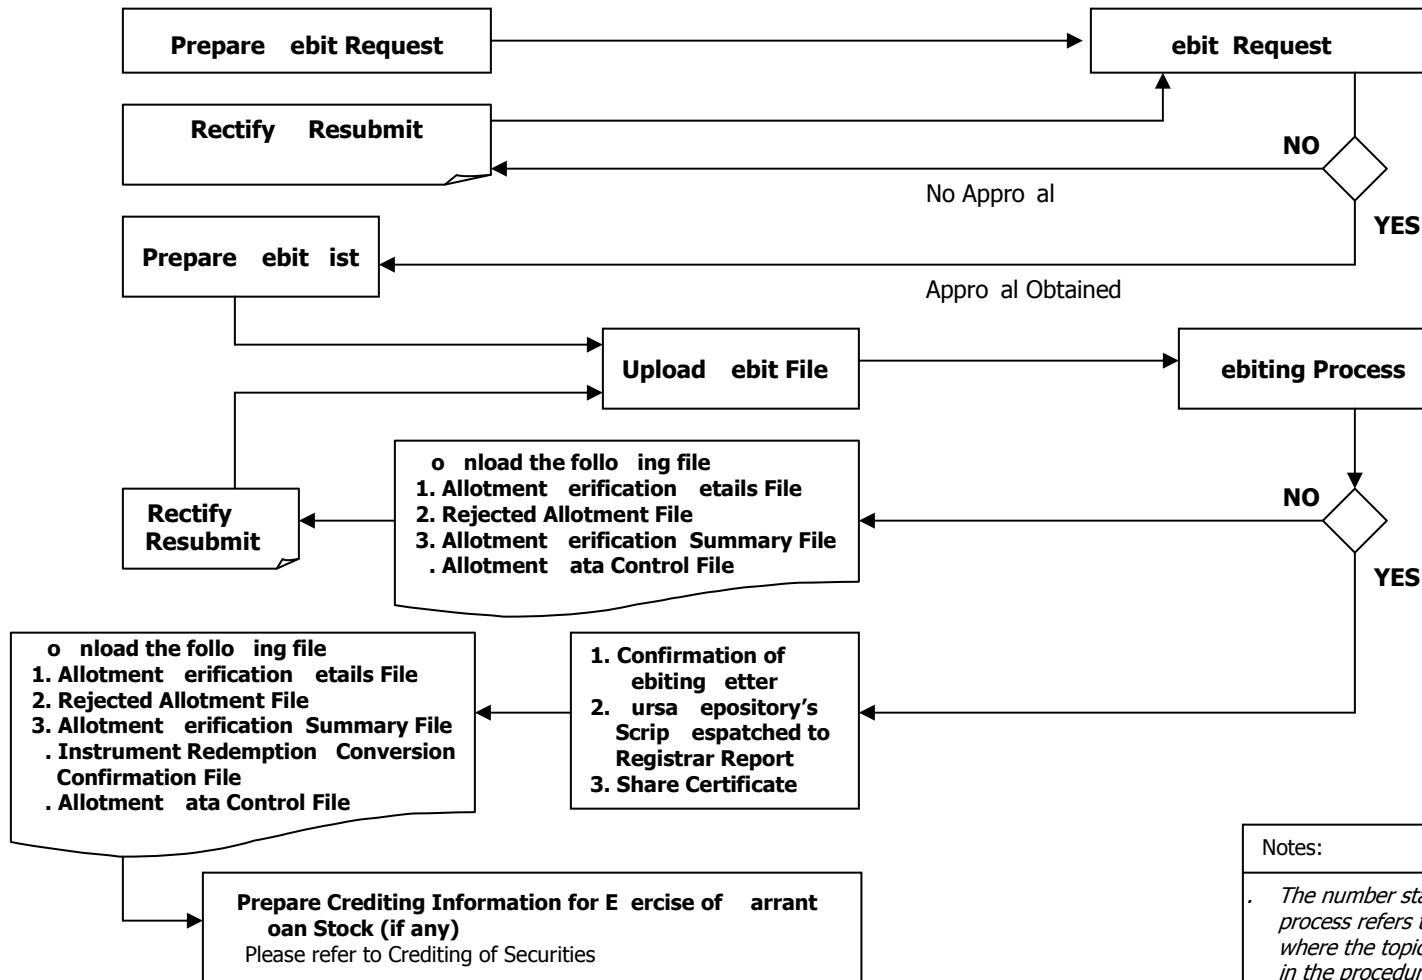 Prepare ebit Request
ebit Request
Rectify Resubmit
NO
No Appro al
YES
Prepare ebit ist
Appro al Obtained
Upload ebit File
ebiting Process
o nload the follo ing file
1. Allotment erification etails File
2. Rejected Allotment File
3. Allotment erification Summary File
. Allotment ata Control File
Rectify
Resubmit
NO
YES
o nload the follo ing file
1. Allotment erification etails File
2. Rejected Allotment File
3. Allotment erification Summary File
. Instrument Redemption Conversion
Confirmation File
. Allotment ata Control File
1. Confirmation of
ebiting etter
2. ursa epository's
Scrip espatched to
Registrar Report
3. Share Certificate
Prepare Crediting Information for E ercise of arrant
oan Stock (if any)
Please refer to Crediting of Securities
Notes:
. The number sta
process refers t
where the topic
in the procedur